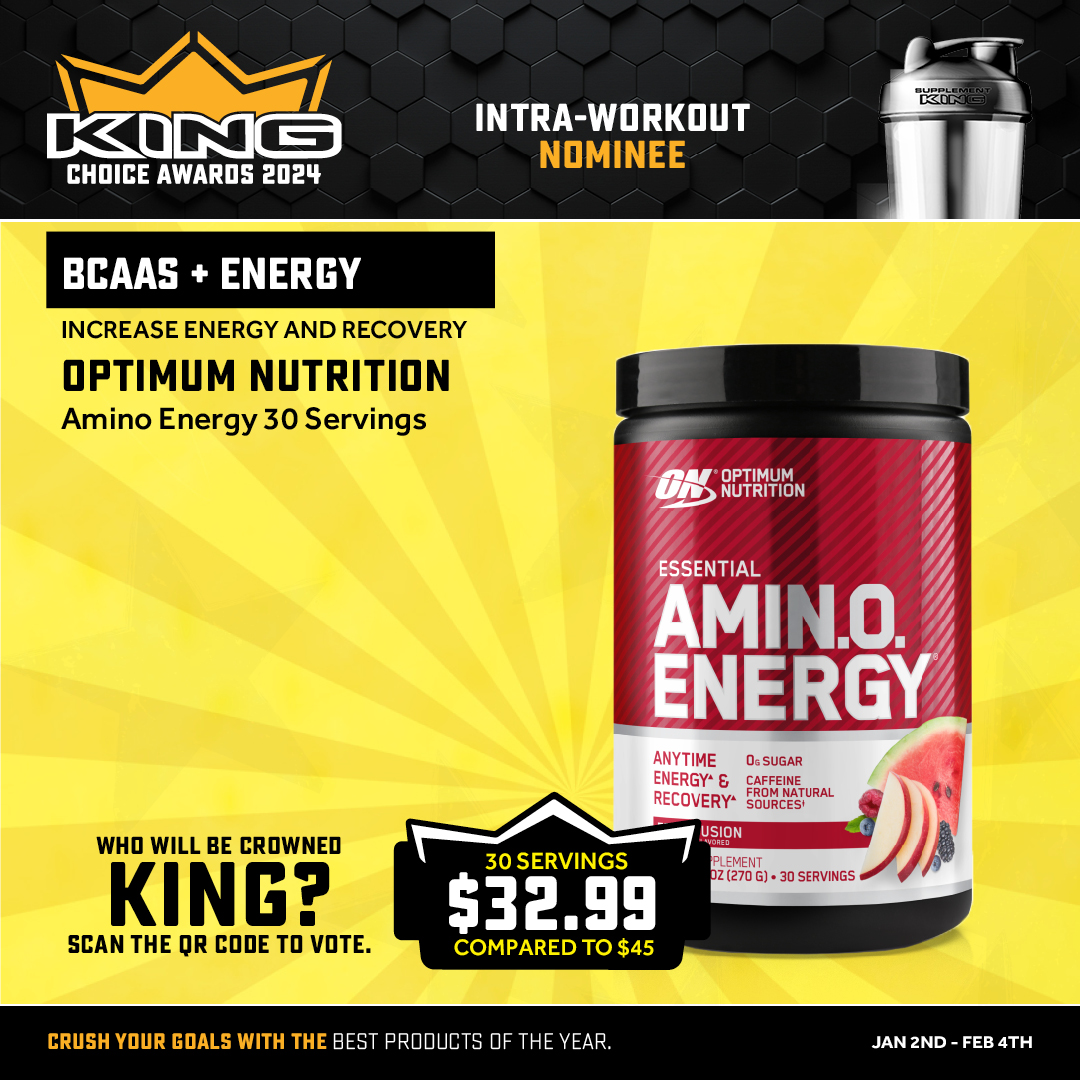 KING
CHOICE AWARDS 2024
INTRA-WORKOUT
NOMINEE
SUPPLEMENT
KING
BCAAS + ENERGY
INCREASE ENERGY AND RECOVERY
OPTIMUM NUTRITION
Amino Energy 30 Servings
ON® OPTIMUM
NUTRITION
ESSENTIAL
AMIN.O.
ENERGY®
ANYTIME
ENERGY▲ &
RECOVERY▲
0G SUGAR
CAFFEINE
FROM NATURAL
SOURCES‡
USION
PPLEMENT
OZ (270 G) • 30 SERVINGS
WHO WILL BE CROWNED
KING?
SCAN THE QR CODE TO VOTE.
30 SERVINGS
$32.99
COMPARED TO $45
CRUSH YOUR GOALS WITH THE BEST PRODUCTS OF THE YEAR.
JAN 2ND - FEB 4TH